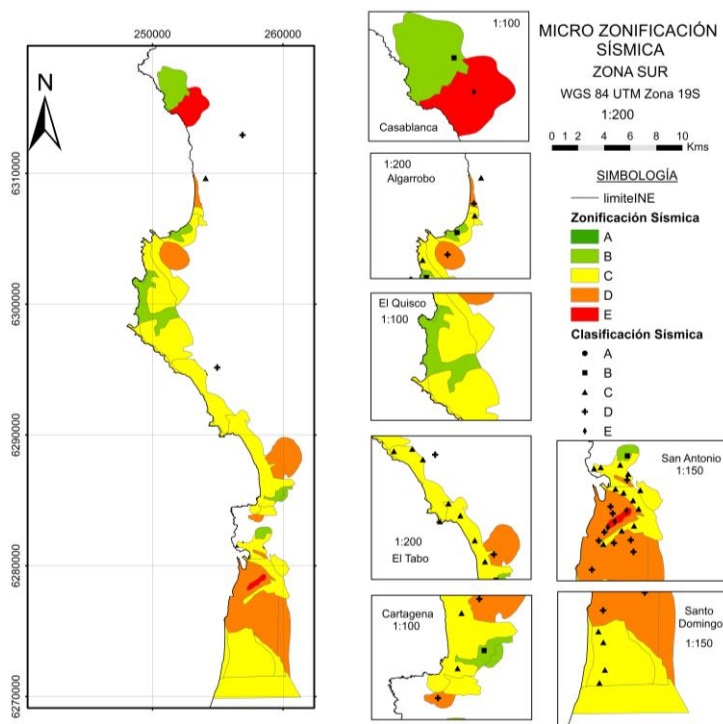 250000
260000
N
6310000
6300000
6290000
6280000
6270000
1:100
Casablanca
1:200
Algarrobo
El Quisco
1:100
1:200
El Tabo
Cartagena
1:100
San Antonio
1:150
Santo
Domingo
1:150
MICRO ZONIFICACIÓN
SÍSMICA
ZONA SUR
WGS 84 UTM Zona 19S
1:200
0 1 2 4 6 8 10
Kms
SIMBOLOGÍA
limiteINE
Zonificación Sísmica
A
B
C
D
E
Clasificación Sísmica
A
B
C
D
E